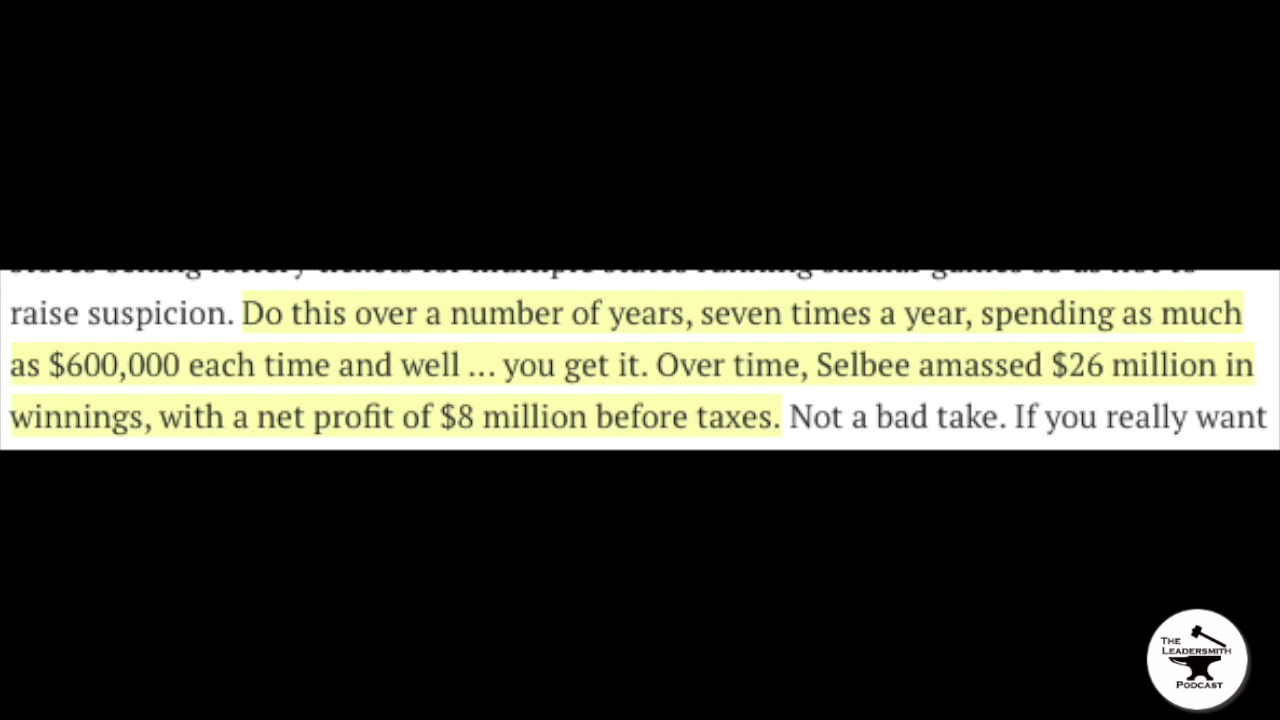 raise suspicion. Do this over a number of years, seven times a year, spending as much
as $600,000 each time and well ... you get it. Over time, Selbee amassed $26 million in
winnings, with a net profit of $8 million before taxes. Not a bad take. If you really want
THE
LEADERSMITH
PODCAST